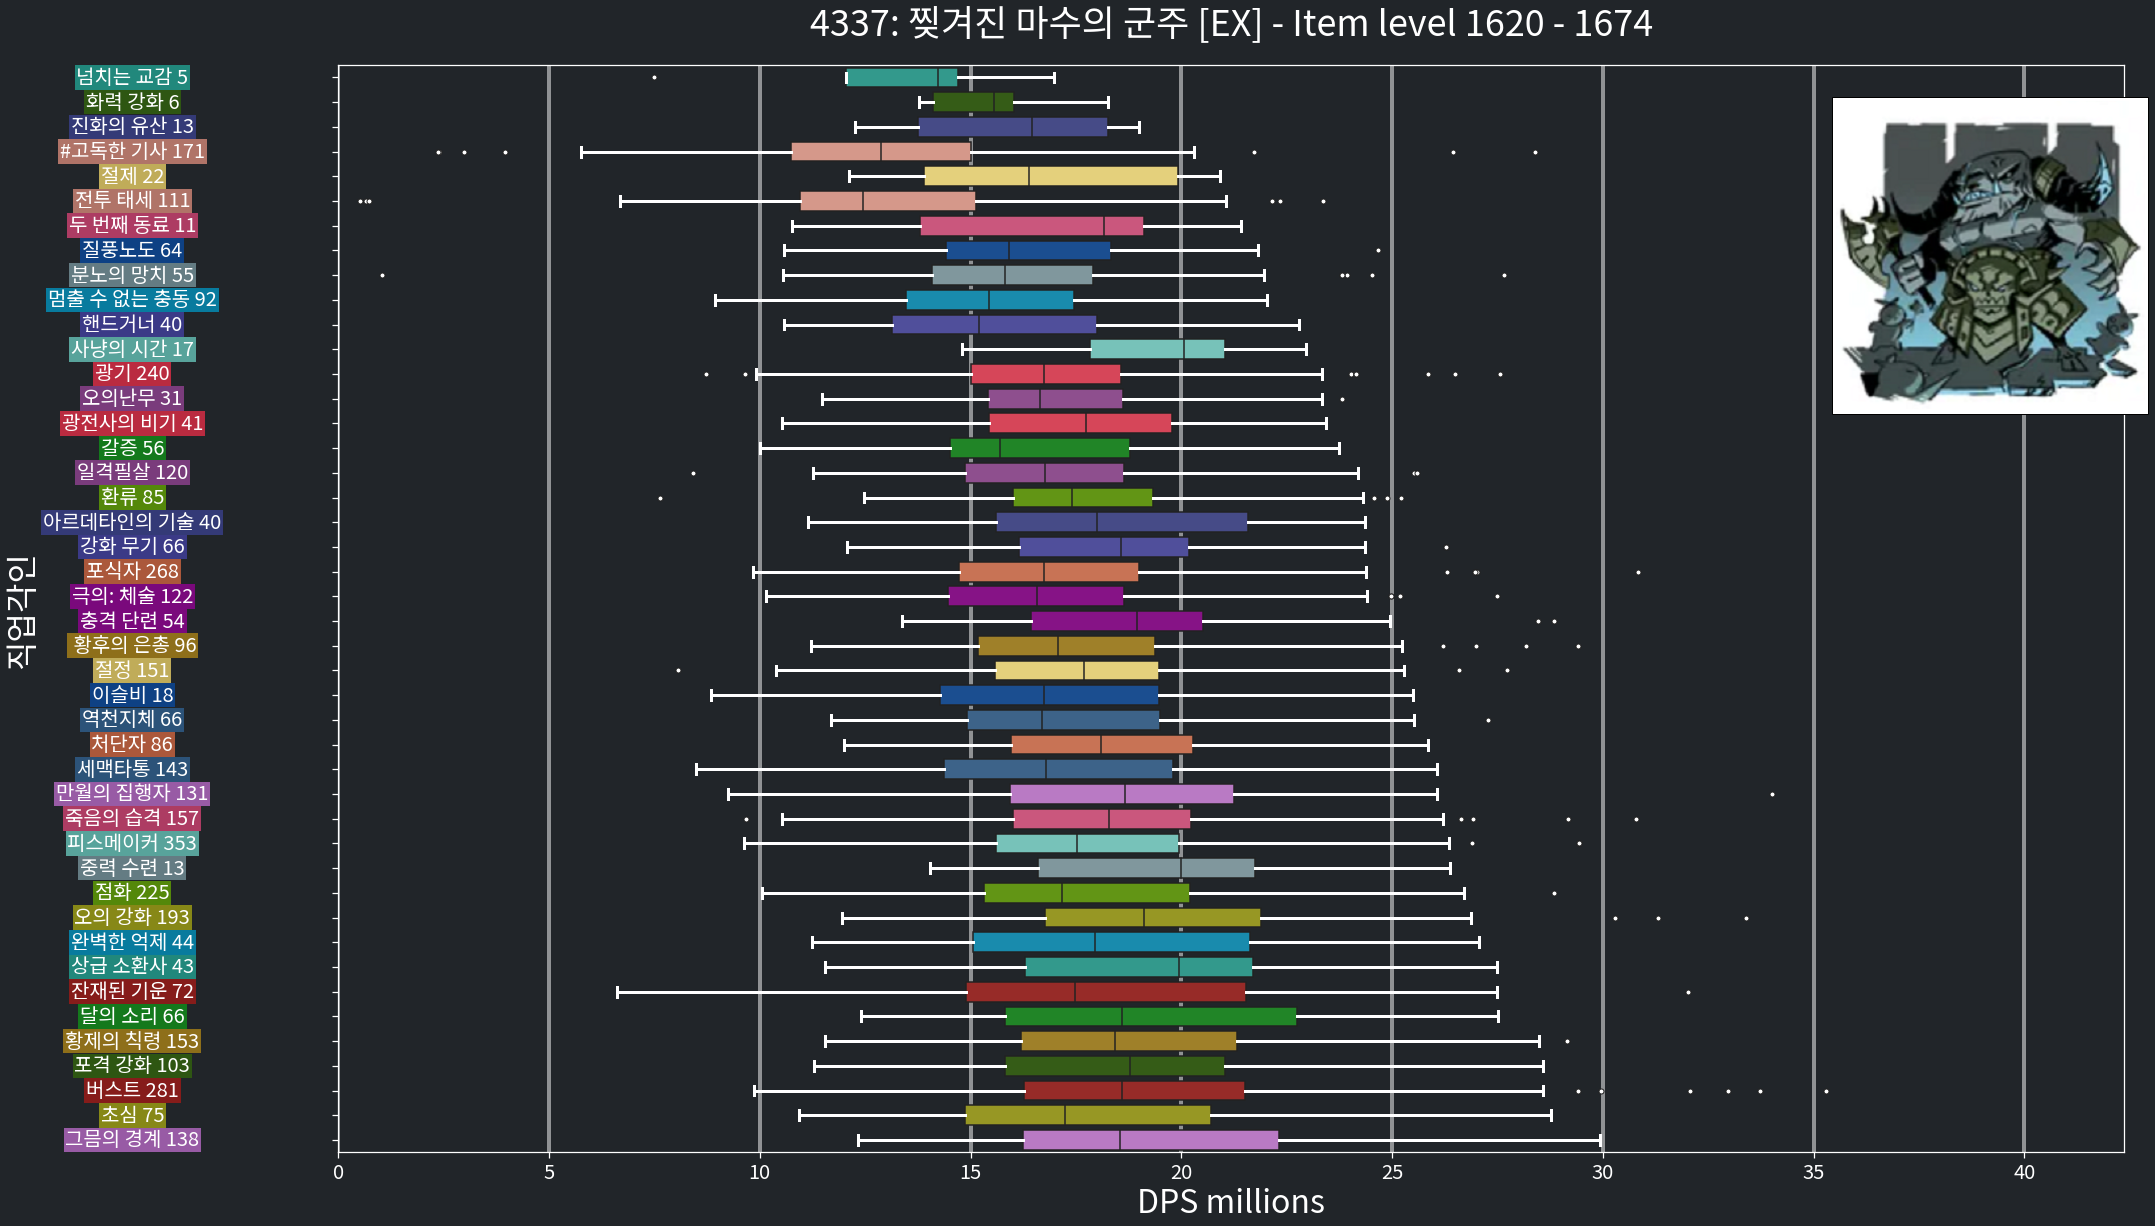 4337: 찢겨진 마수의 군주 [EX] - Item level 1620 - 1674
넘치는 교감 5
화력 강화 6
진화의 유산 13
#고독한 기사 171
절제 22
전투 태세 111
두 번째 동료 11
질풍노도 64
분노의 망치 55
멈출 수 없는 충동 92
핸드거너 40
사냥의 시간 17
광기 240
오의난무 31
광전사의 비기 41
갈증 56
일격필살 120
환류 85
아르데타인의 기술 40
강화 무기 66
포식자 268
극의: 체술 122
충격 단련 54
황후의 은총 96
절정 151
이슬비 18
역천지체 66
처단자 86
세맥타통 143
만월의 집행자 131
죽음의 습격 157
피스메이커 353
중력 수련 13
점화 225
오의 강화 193
완벽한 억제 44
상급 소환사 43
잔재된 기운 72
달의 소리 66
황제의 칙령 153
포격 강화 103
버스트 281
초심 75
그믐의 경계 138
직업각인
0 5 10 15 20 25 30 35 40
DPS millions